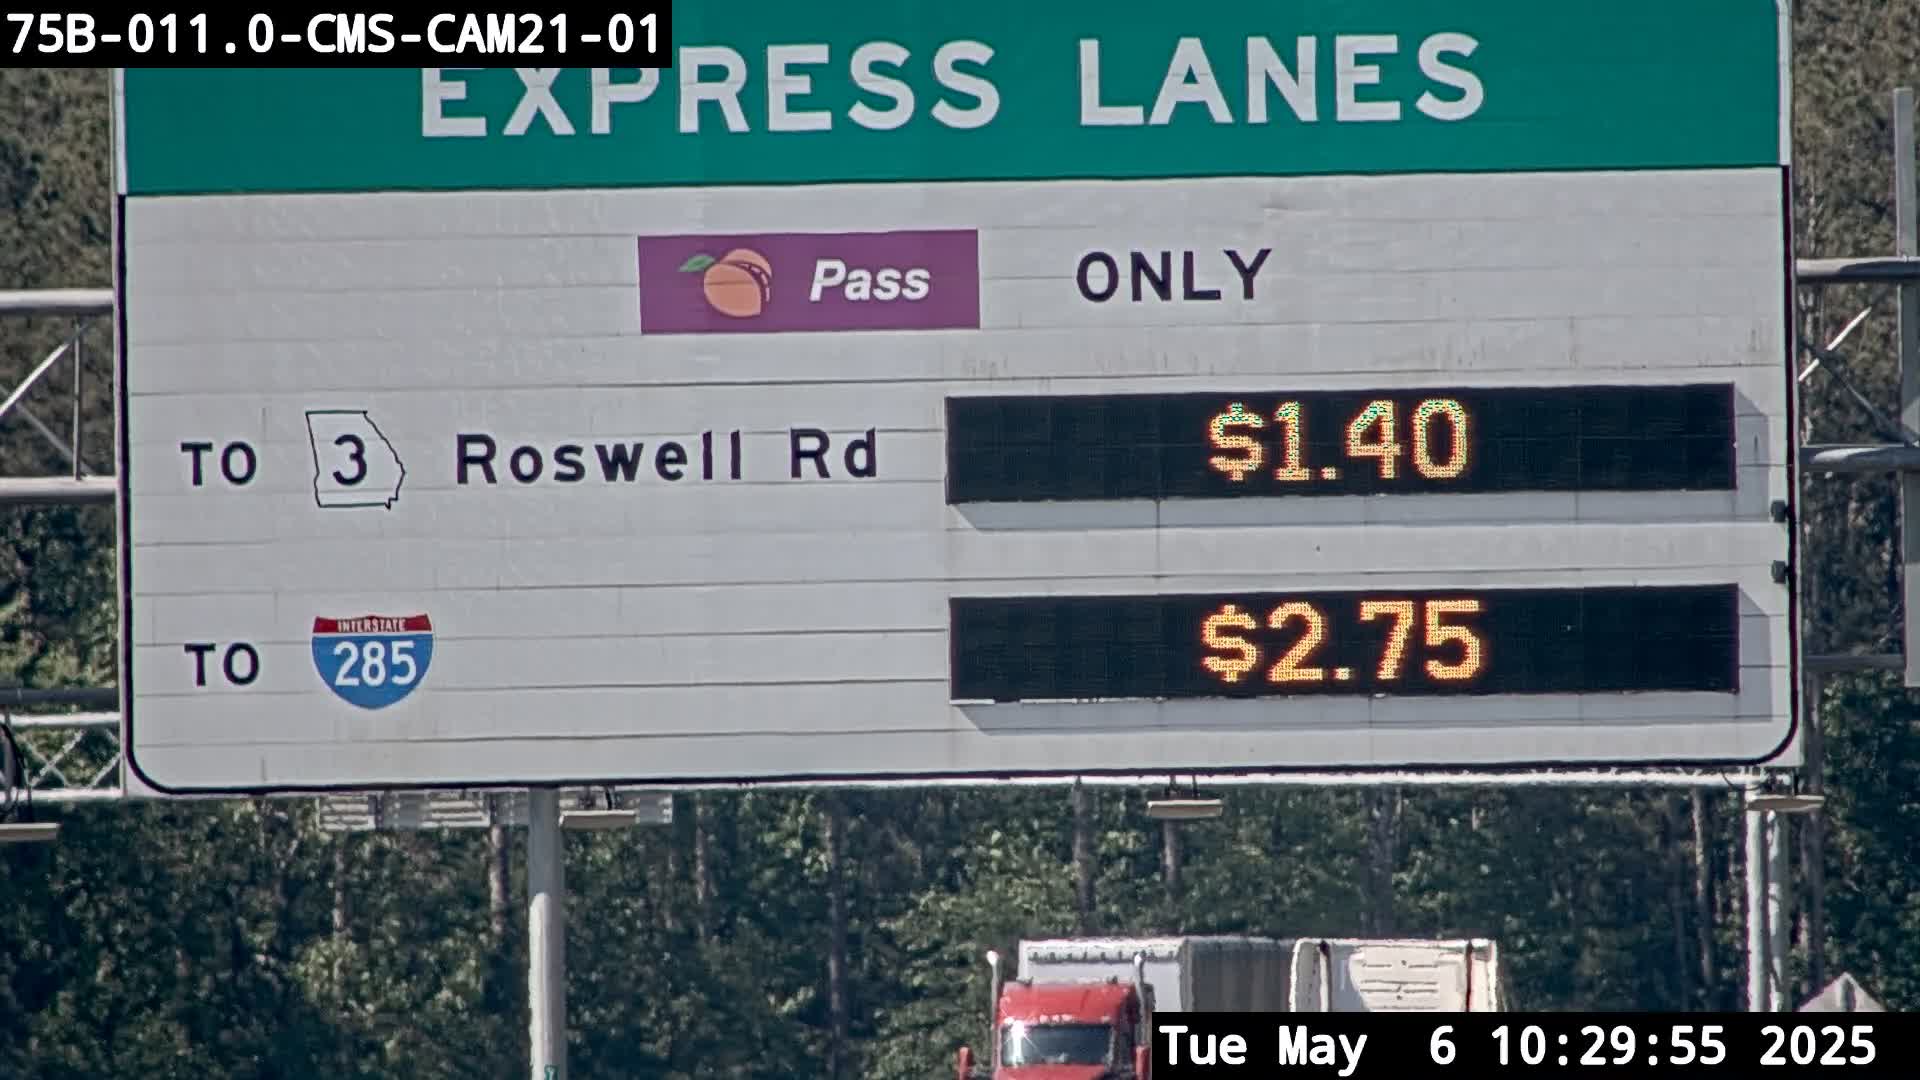 75B-011.0-CMS-CAM21-01
EXPRESS LANES
Pass ONLY
TO 3 Roswell Rd $1.40
TO INTERSTATE 285 $2.75
Tue May 6 10:29:55 2025